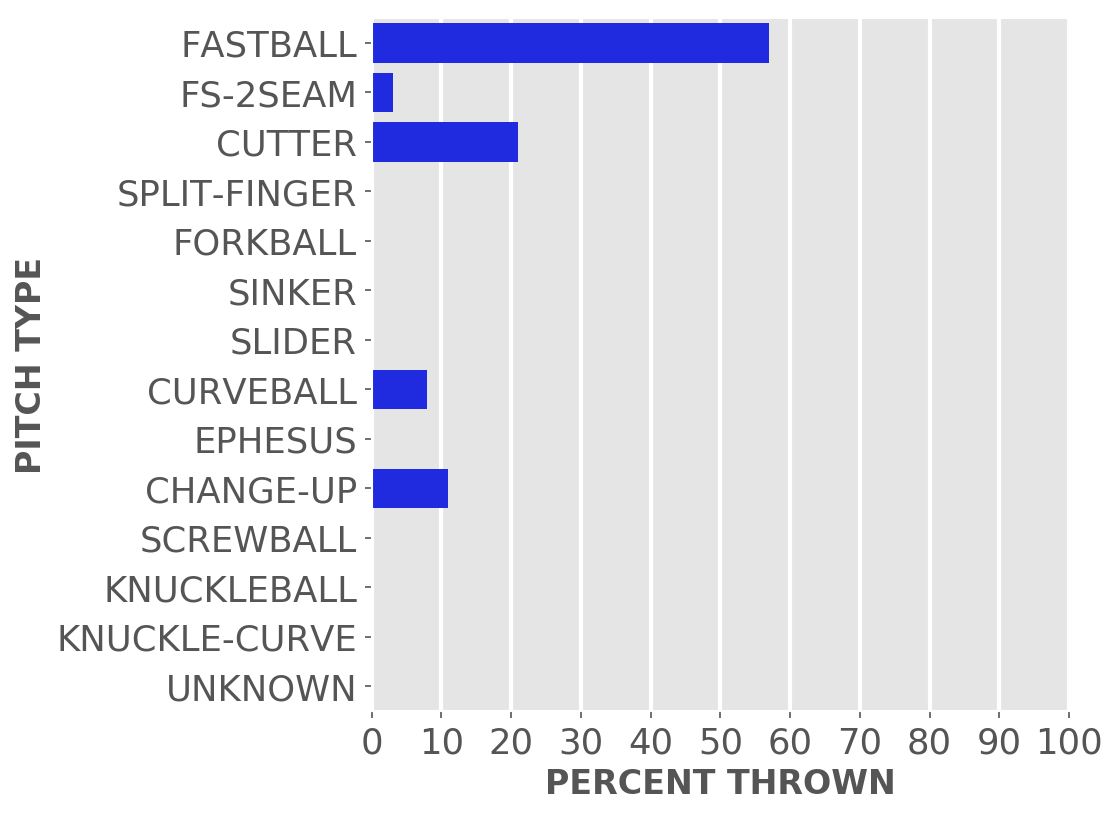 FASTBALL
FS-2SEAM
CUTTER
SPLIT-FINGER
FORKBALL
SINKER
SLIDER
CURVEBALL
EPHESUS
CHANGE-UP
SCREWBALL
KNUCKLEBALL
KNUCKLE-CURVE
UNKNOWN
PITCH TYPE
0 10 20 30 40 50 60 70 80 90 100
PERCENT THROWN